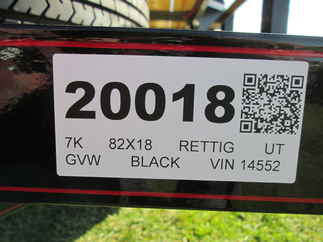 20018
7K 82X18 RETTIG UT
GVW BLACK VIN 14552